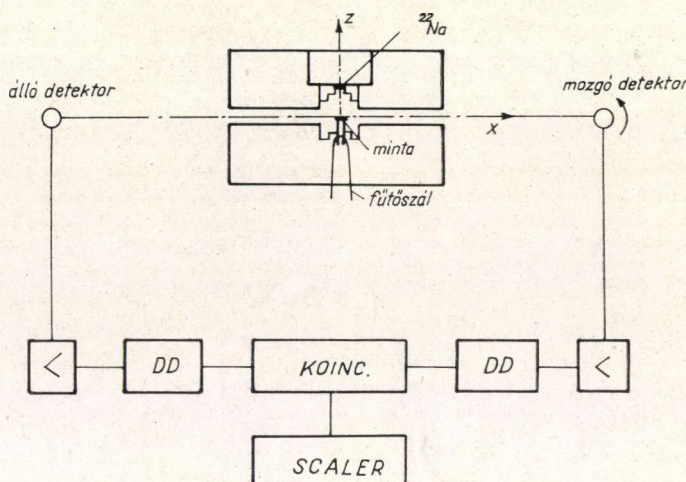 z
²²Na
álló detektor
mozgó detektor
x
minta
fűtőszál
<
DD
KOINC.
DD
<
SCALER